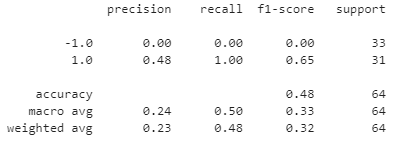 precision recall f1-score support
-1.0 0.00 0.00 0.00 33
1.0 0.48 1.00 0.65 31
accuracy 0.48 64
macro avg 0.24 0.50 0.33 64
weighted avg 0.23 0.48 0.32 64